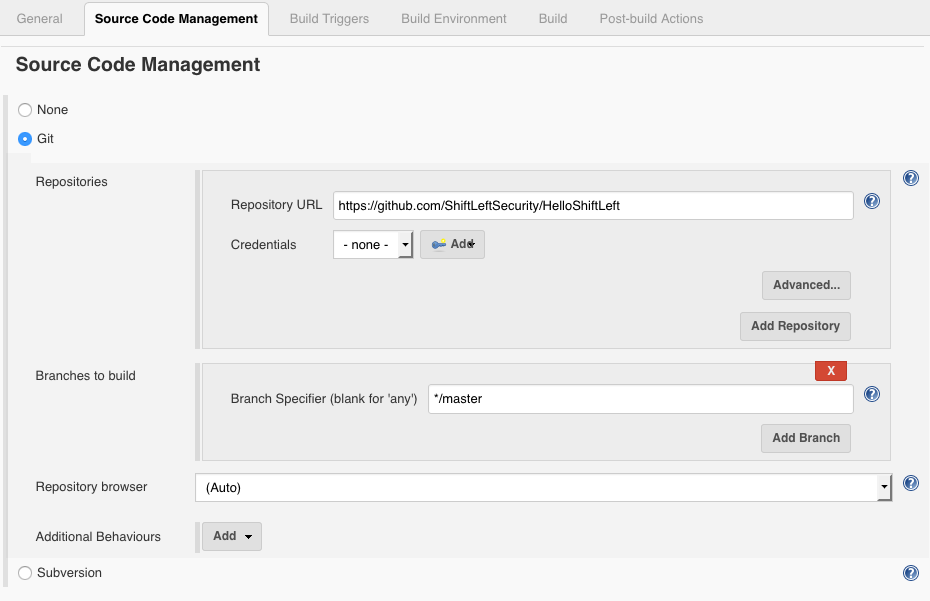 General Source Code Management Build Triggers Build Environment Build Post-build Actions
Source Code Management
None
Git
Repositories
Repository URL https://github.com/ShiftLeftSecurity/HelloShiftLeft
Credentials - none - Add
Advanced...
Add Repository
Branches to build
X
Branch Specifier (blank for 'any') */master
Add Branch
Repository browser (Auto)
Additional Behaviours Add
Subversion